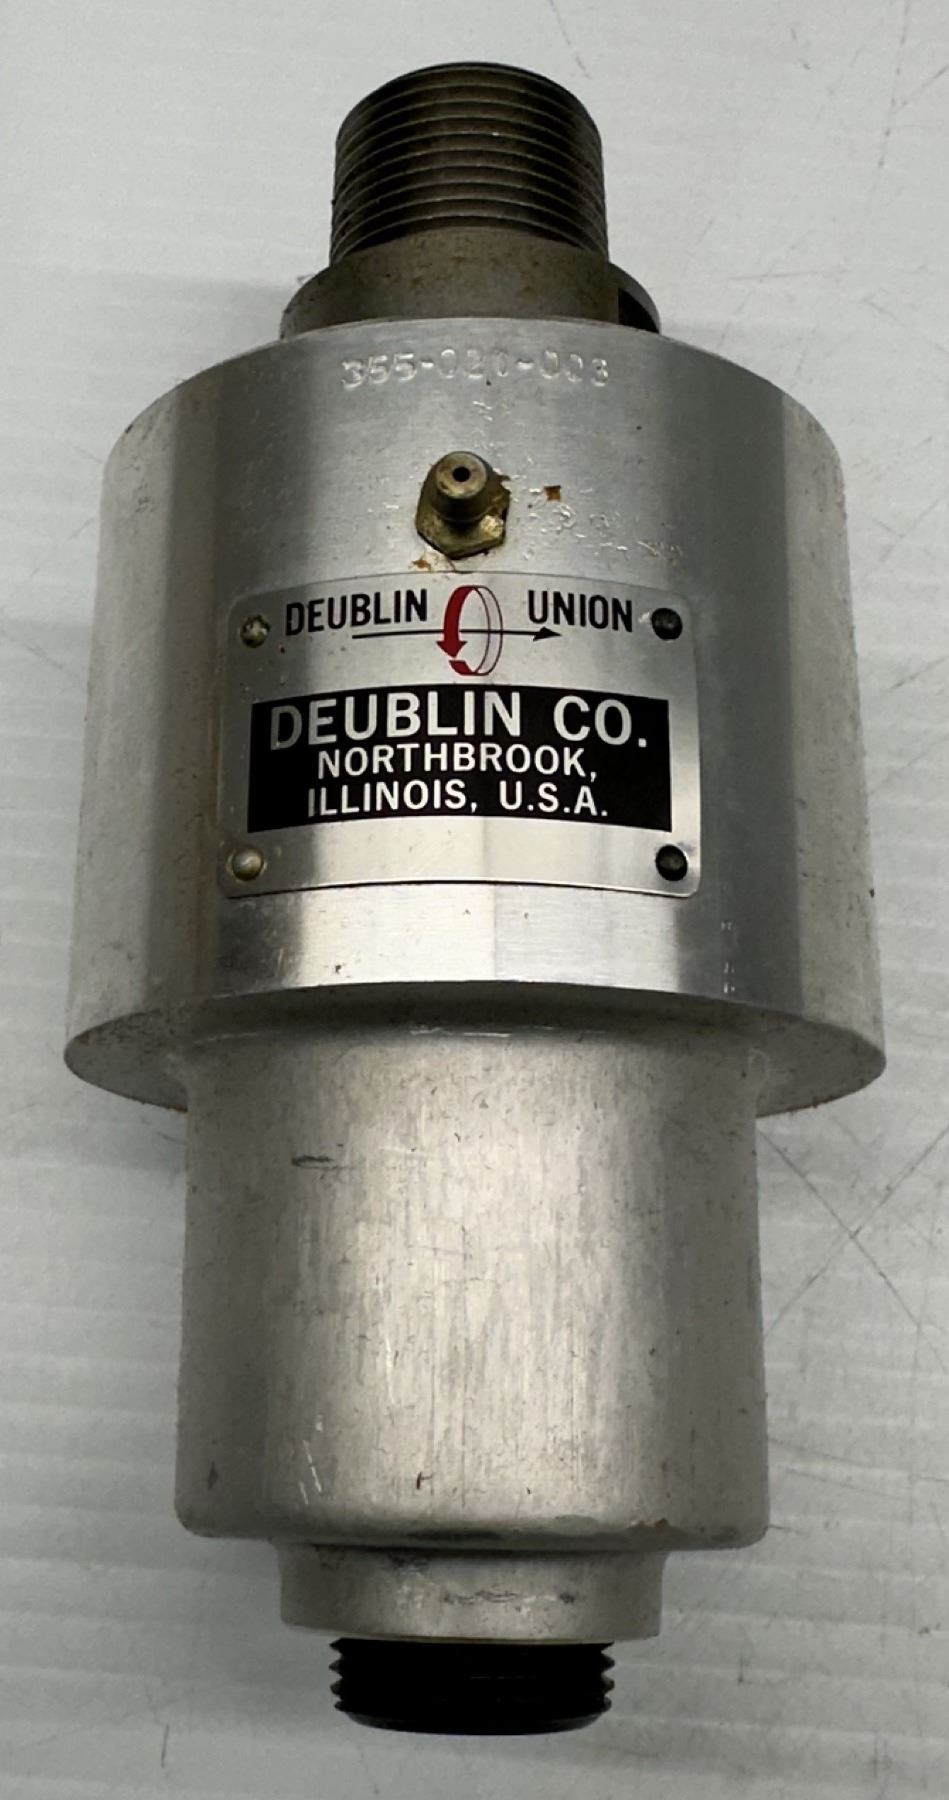 355-020-003
DEUBLIN UNION
DEUBLIN CO.
NORTHBROOK,
ILLINOIS, U.S.A.